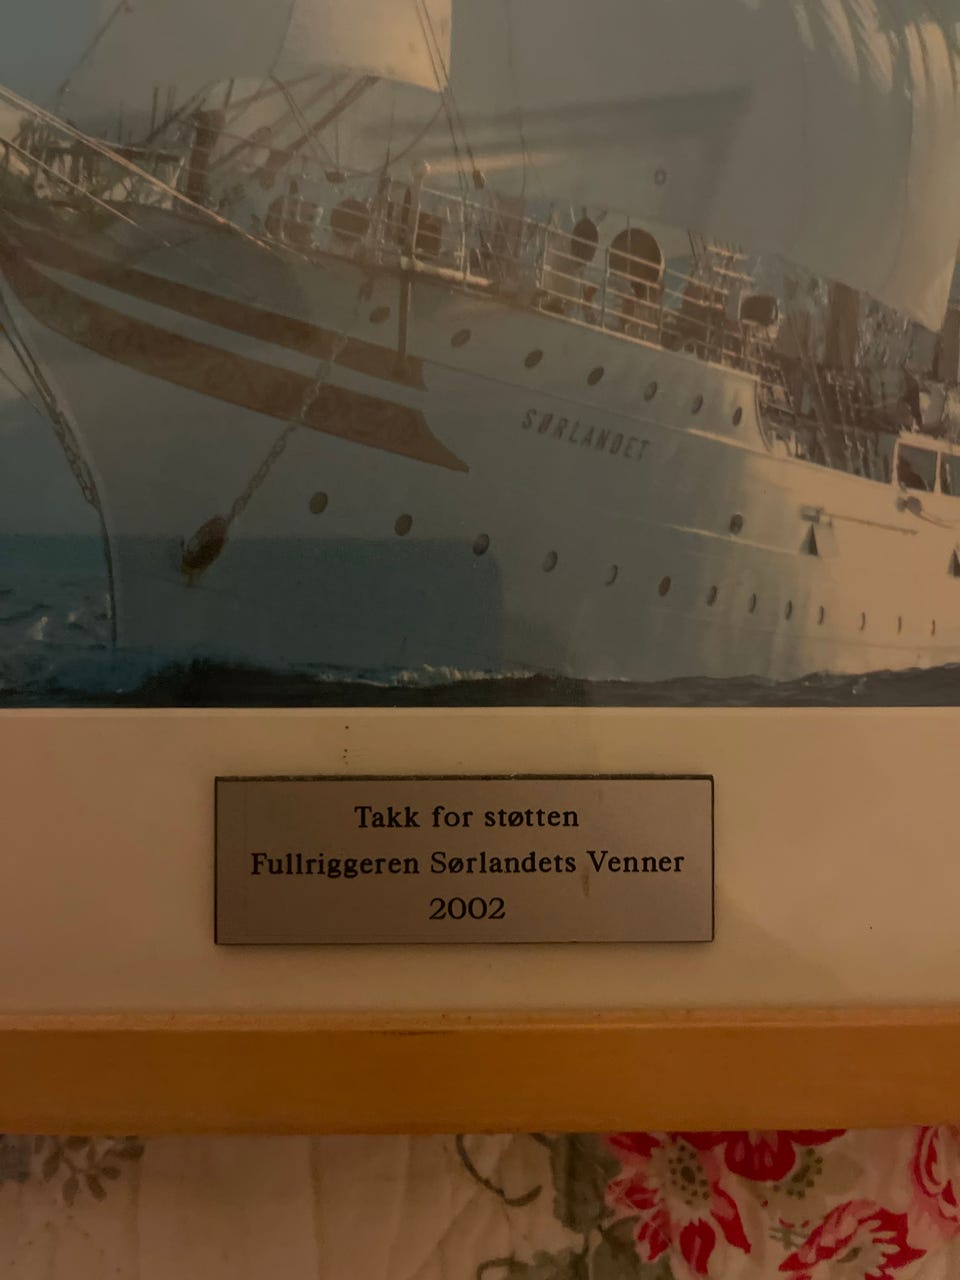 SØRLANDET
Takk for støtten
Fullriggeren Sørlandets Venner
2002